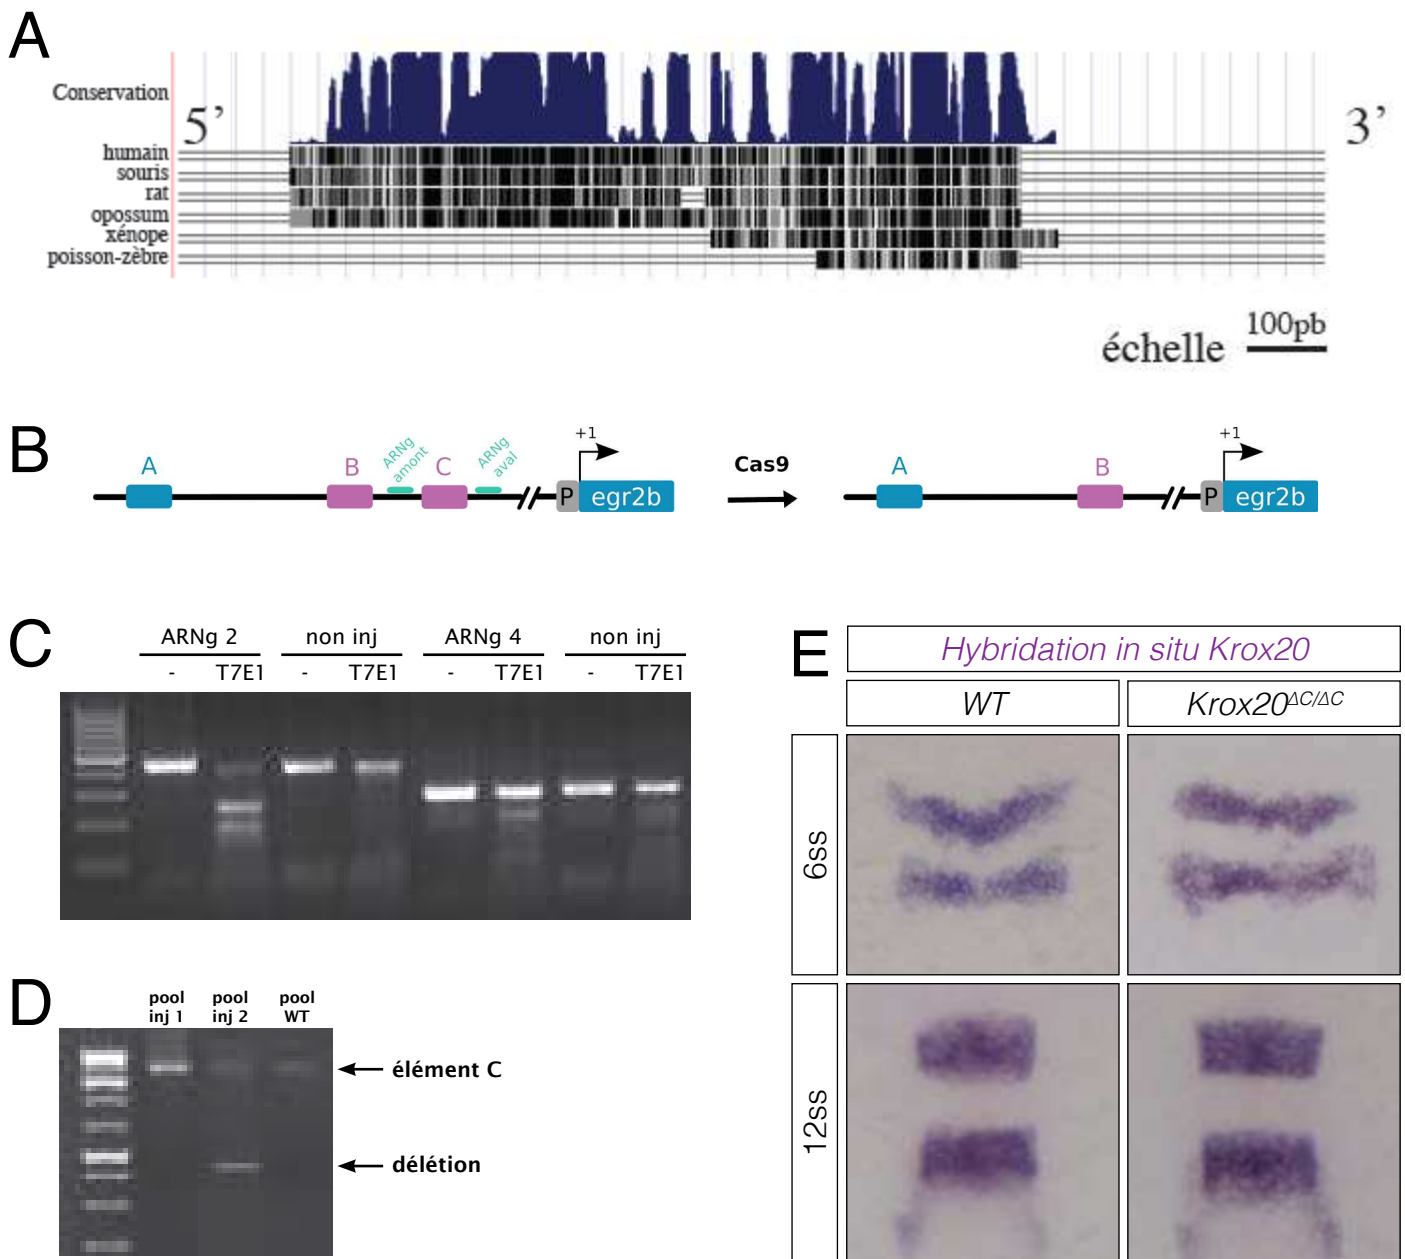 A
Conservation
5’
3’
humain
souris
rat
opossum
xénope
poisson-zèbre
échelle
100pb
B
A
B
ARNg amont
C
ARNg aval
+1
P
egr2b
Cas9
A
B
+1
P
egr2b
C
ARNg 2
non inj
ARNg 4
non inj
-
T7E1
-
T7E1
-
T7E1
-
T7E1
D
pool inj 1
pool inj 2
pool WT
élément C
délétion
E
Hybridation in situ Krox20
WT
Krox20ΔC/ΔC
6ss
12ss